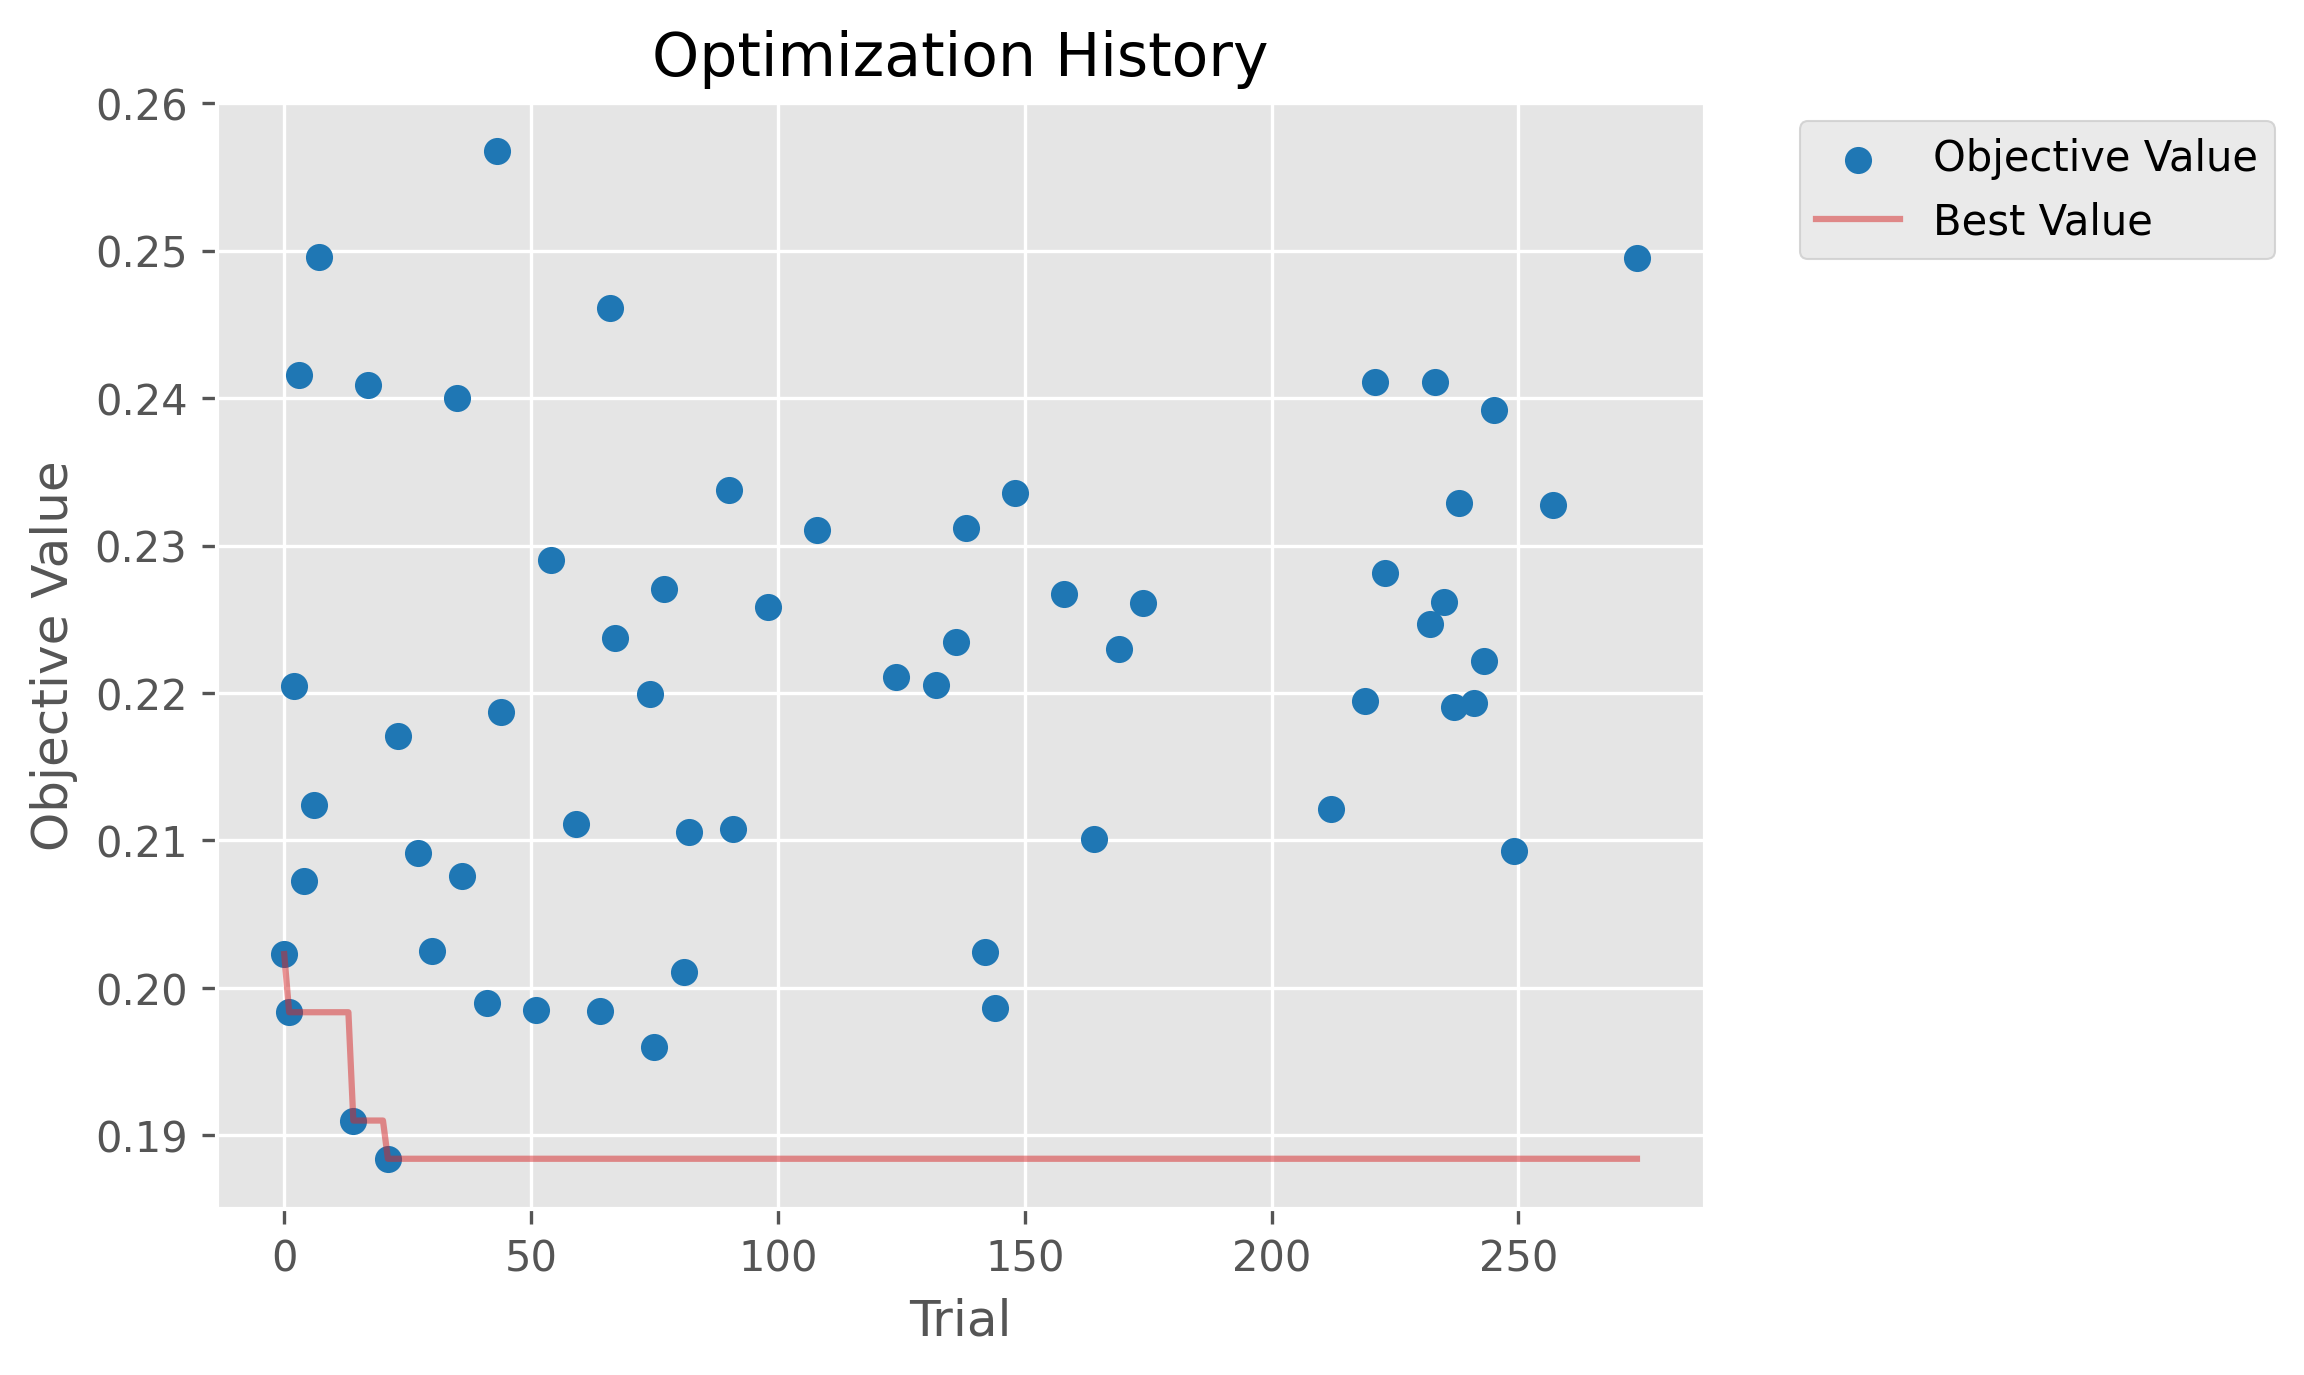 Optimization History
0.26
0.25
0.24
0.23
0.22
0.21
0.20
0.19
Objective Value
0 50 100 150 200 250
Trial
Objective Value
Best Value